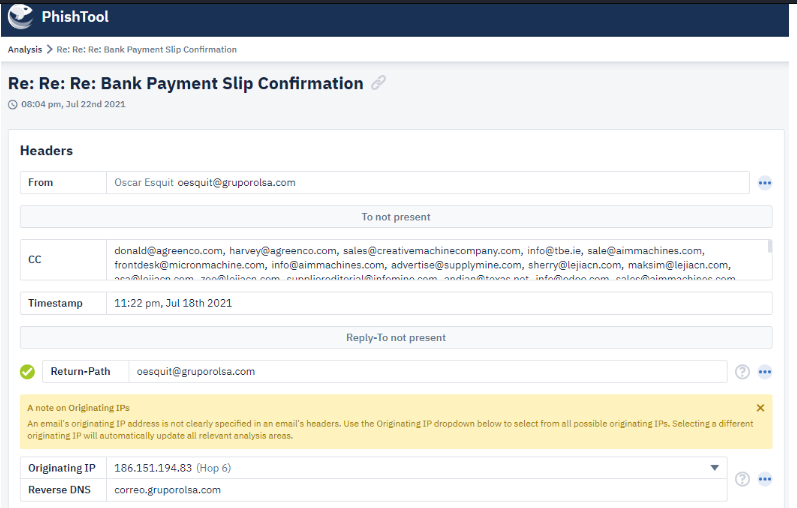 PhishTool
Analysis > Re: Re: Re: Bank Payment Slip Confirmation
Re: Re: Re: Bank Payment Slip Confirmation
08:04 pm, Jul 22nd 2021
Headers
From Oscar Esquit oesquit@gruporolsa.com
To not present
CC donald@agreenco.com, harvey@agreenco.com, sales@creativemachinecompany.com, info@tbe.ie, sale@aimmachines.com,
frontdesk@micronmachine.com, info@aimmachines.com, advertise@supplymine.com, sherry@lejiacn.com, maksim@lejiacn.com,
Timestamp 11:22 pm, Jul 18th 2021
Reply-To not present
Return-Path oesquit@gruporolsa.com
A note on Originating IPs
An email's originating IP address is not clearly specified in an email's headers. Use the Originating IP dropdown below to select from all possible originating IPs. Selecting a different
originating IP will automatically update all relevant analysis areas.
Originating IP 186.151.194.83 (Hop 6)
Reverse DNS correo.gruporolsa.com